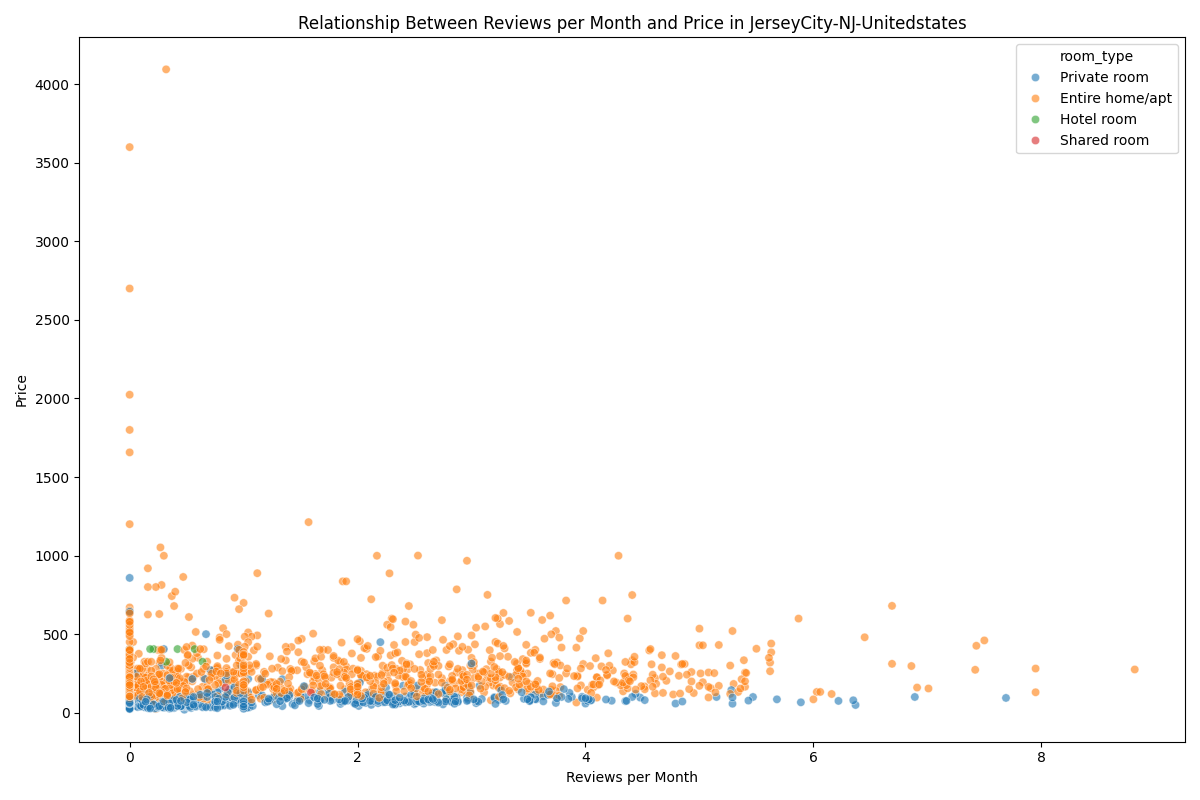 Relationship Between Reviews per Month and Price in JerseyCity-NJ-Unitedstates
room_type
Private room
Entire home/apt
Hotel room
Shared room
4000
3500
3000
2500
2000
1500
1000
500
0
Price
0 2 4 6 8
Reviews per Month